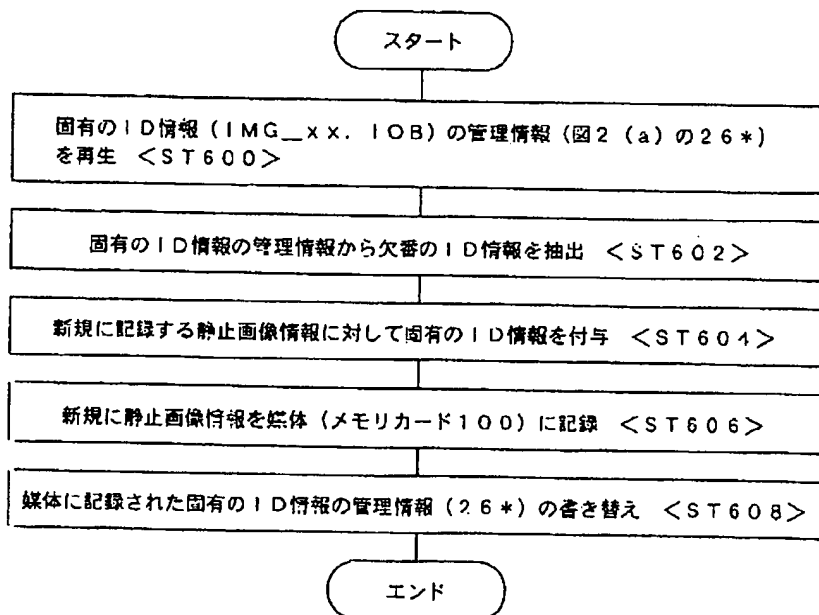 スタート
固有のID情報(IMG__xx.IOB)の管理情報(図2(a)の26*)
を再生 <ST600>
固有のID情報の管理情報から欠番のID情報を抽出 <ST602>
新規に記録する静止画像情報に対して固有のID情報を付与 <ST604>
新規に静止画像情報を媒体(メモリカード100)に記録 <ST606>
媒体に記録された固有のID情報の管理情報(26*)の書き替え <ST608>
エンド